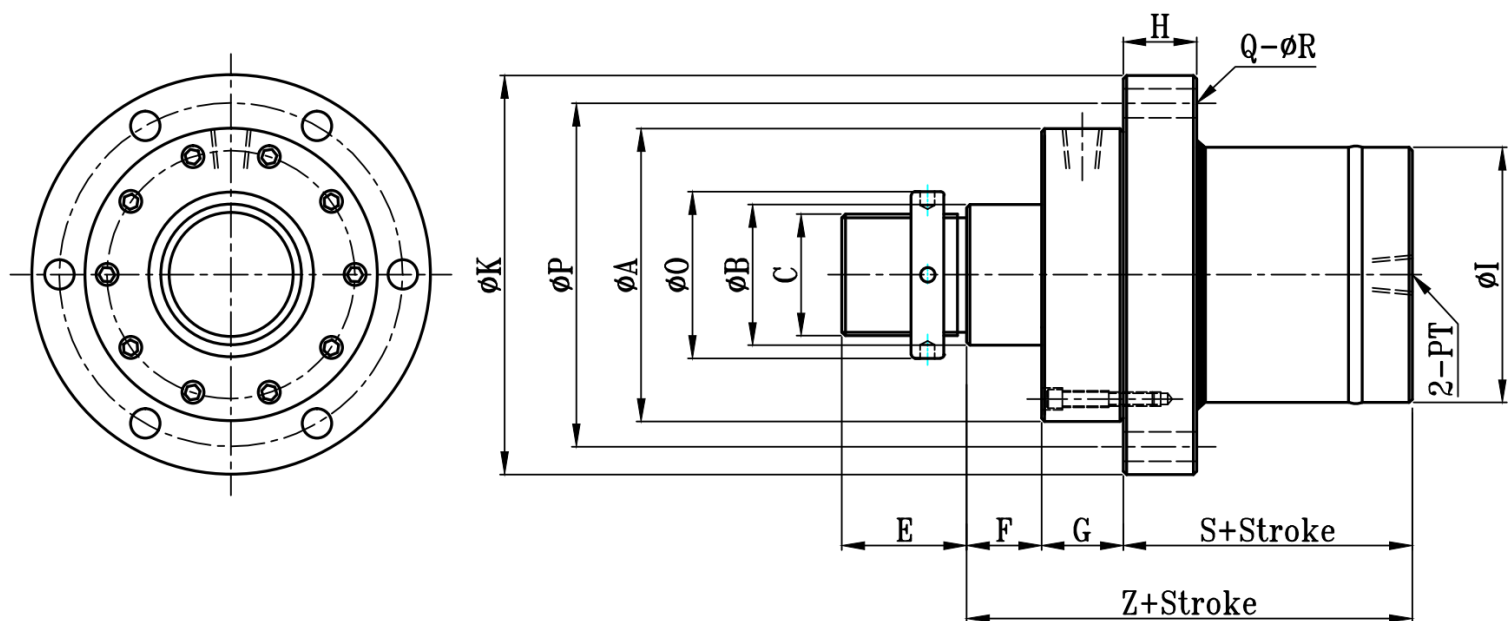 H
Q-øR
øK
øP
øA
øO
øB
C
øI
2-PT
E
F
G
S+Stroke
Z+Stroke